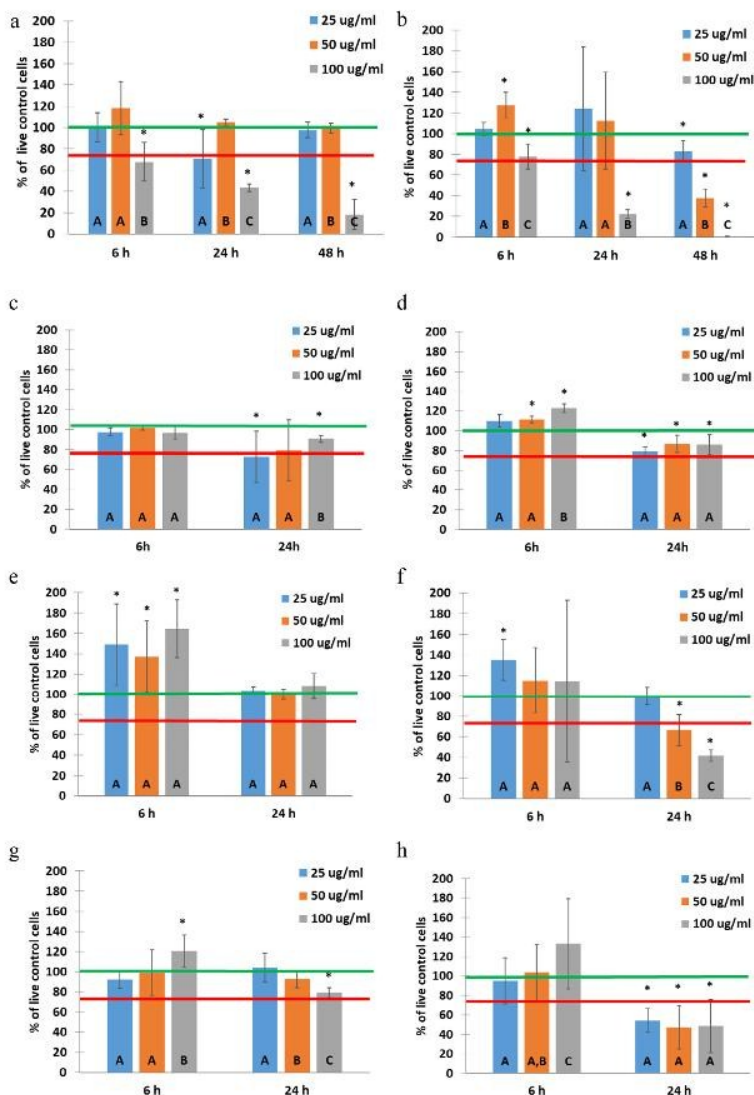 a
% of live control cells
200
180
160
140
120
100
80
60
40
20
0
25 ug/ml
50 ug/ml
100 ug/ml
* * * *
A A B A B C A B C
6 h 24 h 48 h
b
% of live control cells
200
180
160
140
120
100
80
60
40
20
0
25 ug/ml
50 ug/ml
100 ug/ml
* * * * * *
A B C A A B A B C
6 h 24 h 48 h
c
% of live control cells
200
180
160
140
120
100
80
60
40
20
0
25 ug/ml
50 ug/ml
100 ug/ml
* *
A A A A A B
6h 24h
d
% of live control cells
200
180
160
140
120
100
80
60
40
20
0
25 ug/ml
50 ug/ml
100 ug/ml
* * * * *
A A B A A A
6h 24h
e
% of live control cells
200
180
160
140
120
100
80
60
40
20
0
25 ug/ml
50 ug/ml
100 ug/ml
* * *
A A A A A A
6 h 24 h
f
% of live control cells
200
180
160
140
120
100
80
60
40
20
0
25 ug/ml
50 ug/ml
100 ug/ml
* * *
A A A A B C
6 h 24 h
g
% of live control cells
200
180
160
140
120
100
80
60
40
20
0
25 ug/ml
50 ug/ml
100 ug/ml
* *
A A B A B C
6 h 24 h
h
% of live control cells
200
180
160
140
120
100
80
60
40
20
0
25 ug/ml
50 ug/ml
100 ug/ml
* * *
A A,B C A A A
6 h 24 h